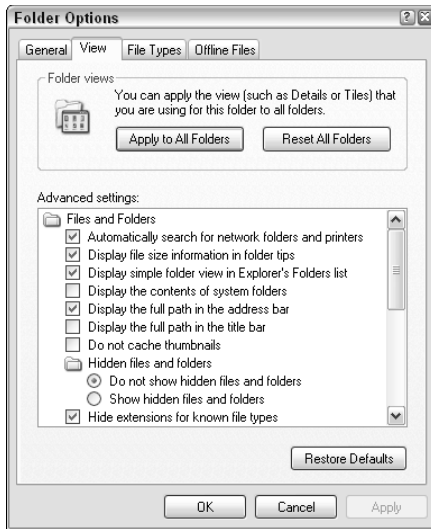 Folder Options
General View File Types Offline Files
Folder views
You can apply the view (such as Details or Tiles) that
you are using for this folder to all folders.
Apply to All Folders Reset All Folders
Advanced settings:
Files and Folders
Automatically search for network folders and printers
Display file size information in folder tips
Display simple folder view in Explorer's Folders list
Display the contents of system folders
Display the full path in the address bar
Display the full path in the title bar
Do not cache thumbnails
Hidden files and folders
Do not show hidden files and folders
Show hidden files and folders
Hide extensions for known file types
Restore Defaults
OK Cancel Apply